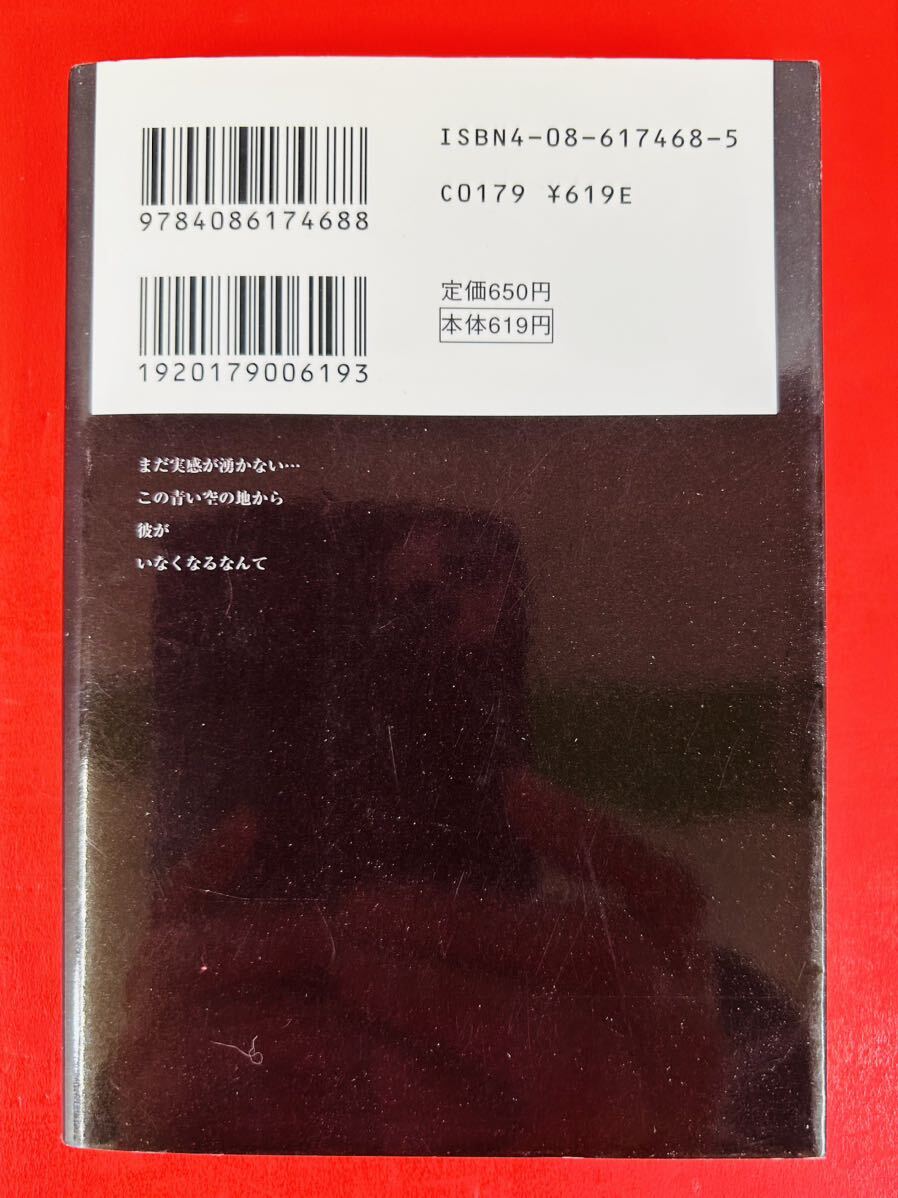 ISBN4-08-617468-5
C0179 ¥619E
9784086174688
定価650円
本体619円
1920179006193
まだ実感が湧かない…
この青い空の地から
彼が
いなくなるなんて